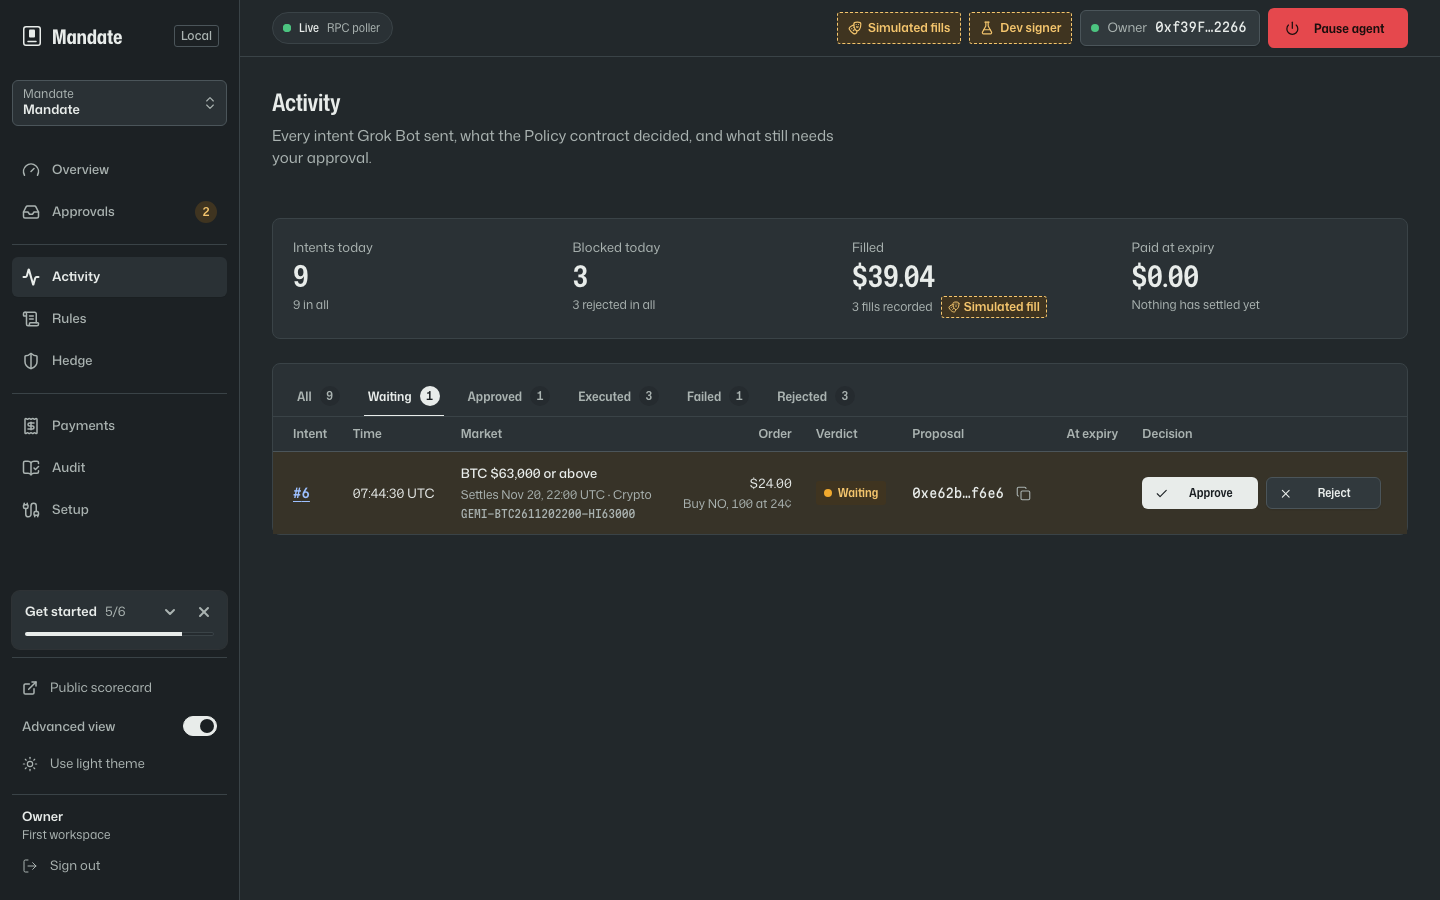 Mandate
Local
Mandate
Mandate
Overview
Approvals 2
Activity
Rules
Hedge
Payments
Audit
Setup
Get started 5/6
Public scorecard
Advanced view
Use light theme
Owner
First workspace
Sign out
Live RPC poller
Simulated fills
Dev signer
Owner 0xf39F…2266
Pause agent
Activity
Every intent Grok Bot sent, what the Policy contract decided, and what still needs
your approval.
Intents today
9
9 in all
Blocked today
3
3 rejected in all
Filled
$39.04
3 fills recorded Simulated fill
Paid at expiry
$0.00
Nothing has settled yet
All 9 Waiting 1 Approved 1 Executed 3 Failed 1 Rejected 3
Intent Time Market Order Verdict Proposal At expiry Decision
#6
07:44:30 UTC
BTC $63,000 or above
Settles Nov 20, 22:00 UTC · Crypto
GEMI-BTC2611202200-HI63000
$24.00
Buy NO, 100 at 24¢
Waiting
0xe62b…f6e6
Approve
Reject